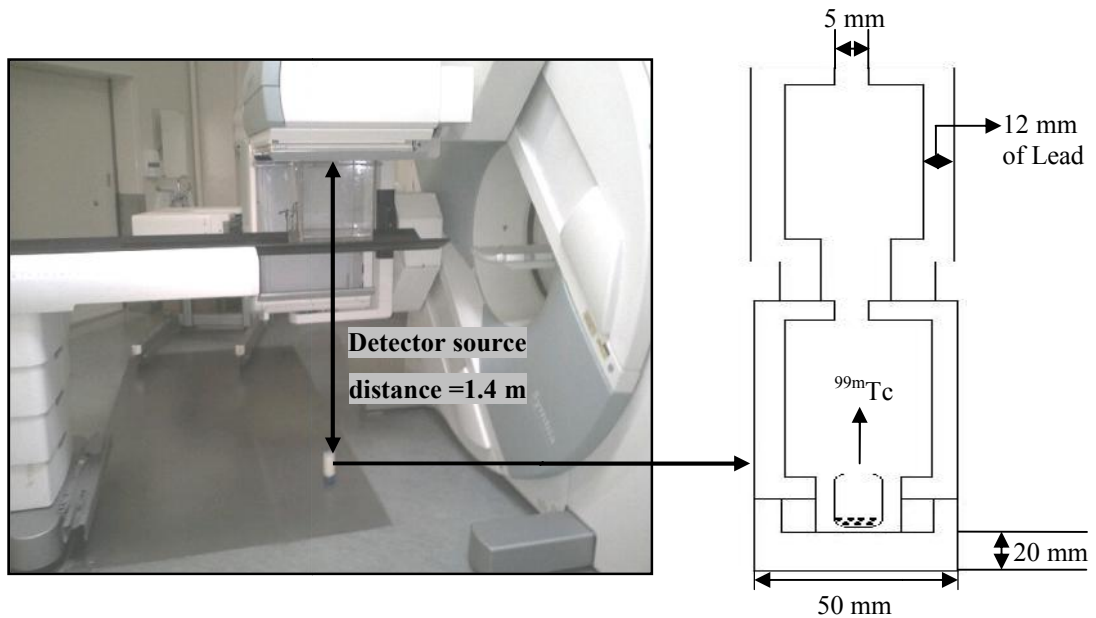 5 mm
12 mm
of Lead
Detector source
distance =1.4 m
⁹⁹ᵐTc
20 mm
50 mm